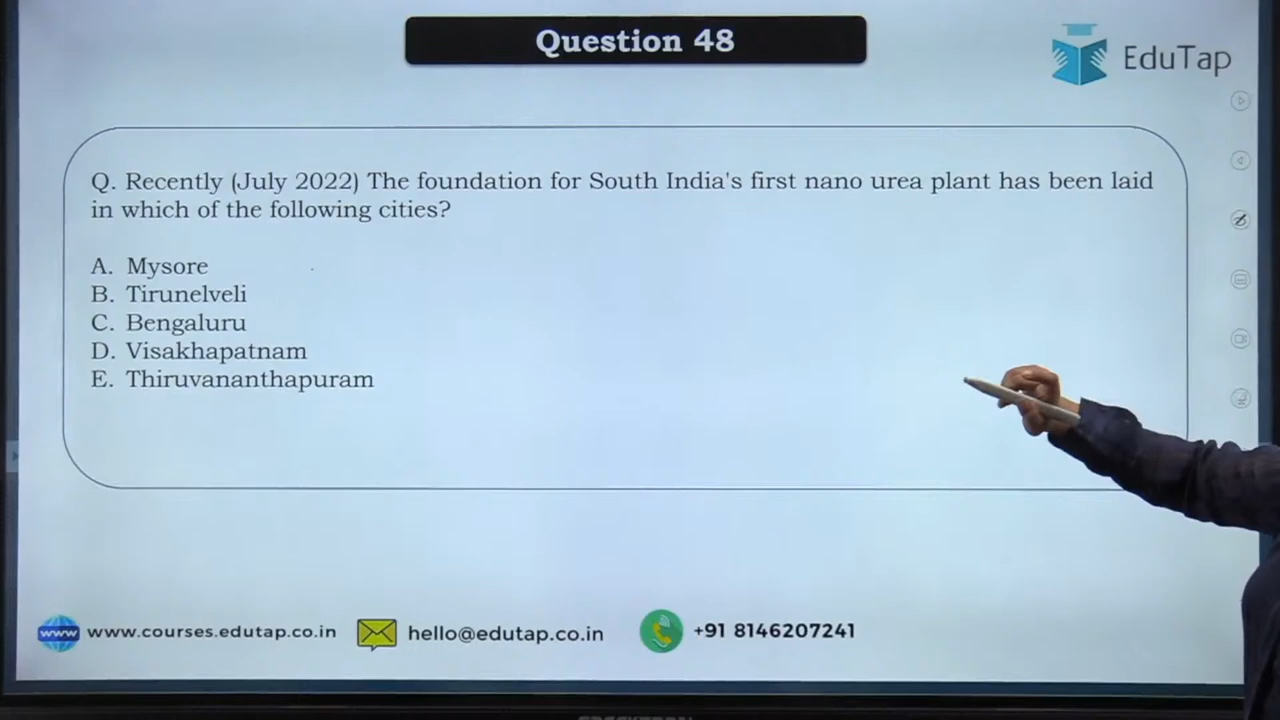 Question 48
EduTap
Q. Recently (July 2022) The foundation for South India's first nano urea plant has been laid
in which of the following cities?
A. Mysore
B. Tirunelveli
C. Bengaluru
D. Visakhapatnam
E. Thiruvananthapuram
www www.courses.edutap.co.in hello@edutap.co.in +91 8146207241